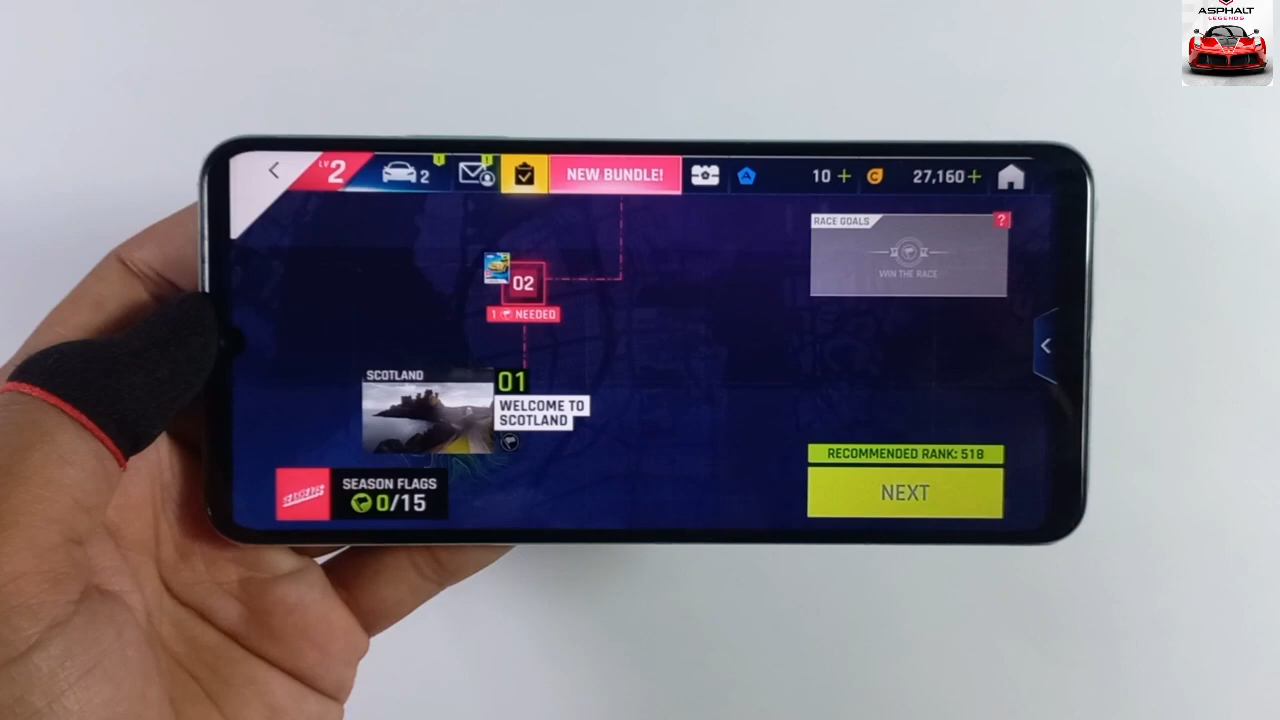 ASPHALT
LEGENDS
LV 2
2
NEW BUNDLE!
10 +
27,160 +
RACE GOALS
?
WIN THE RACE
02
1 NEEDED
SCOTLAND
01
WELCOME TO
SCOTLAND
SEASON FLAGS
0/15
RECOMMENDED RANK: 518
NEXT